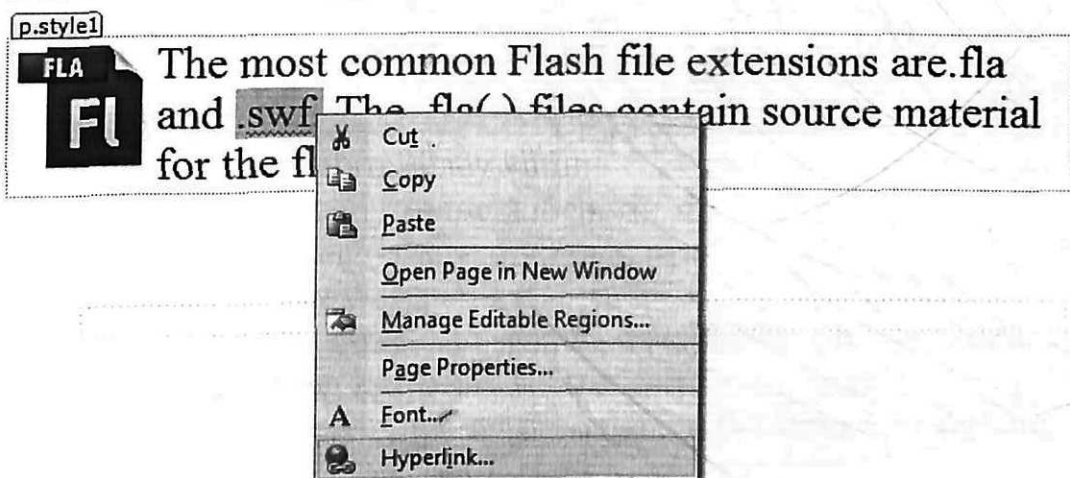 p.style1
FLA
Fl
The most common Flash file extensions are.fla
and .swf. The .fla( ) files contain source material
for the fl
Cut .
Copy
Paste
Open Page in New Window
Manage Editable Regions...
Page Properties...
A Font...
Hyperlink...